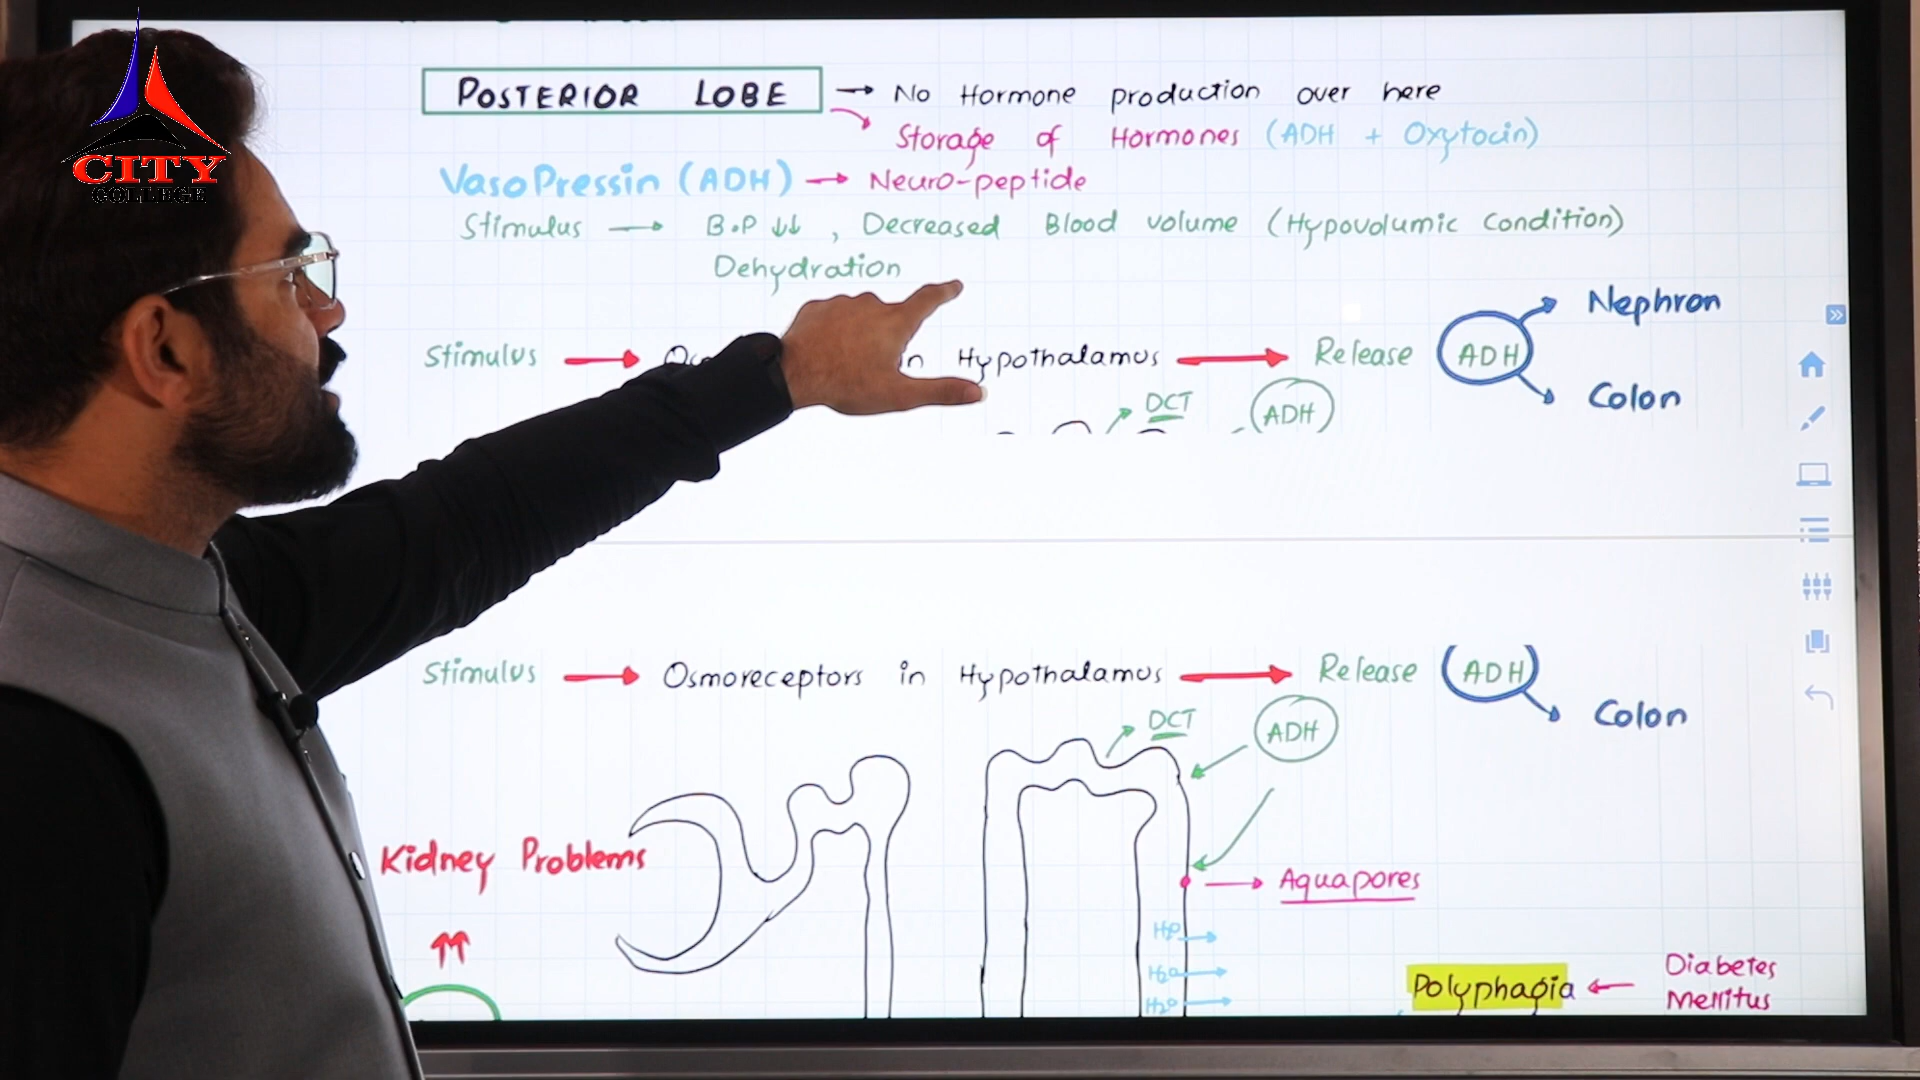 CITY
COLLEGE
POSTERIOR LOBE → No Hormone production over here
Storage of Hormones (ADH + Oxytocin)
VasoPressin (ADH) → Neuro-peptide
Stimulus → B.P ↓↓ , Decreased Blood volume (Hypovolumic Condition)
Dehydration
Stimulus → in Hypothalamus → Release ADH
Nephron
Colon
DCT
ADH
Stimulus → Osmoreceptors in Hypothalamus → Release ADH
Colon
DCT
ADH
Kidney Problems
Aquapores
H₂O
H₂O
H₂O
Polyphagia ← Diabetes
Mellitus